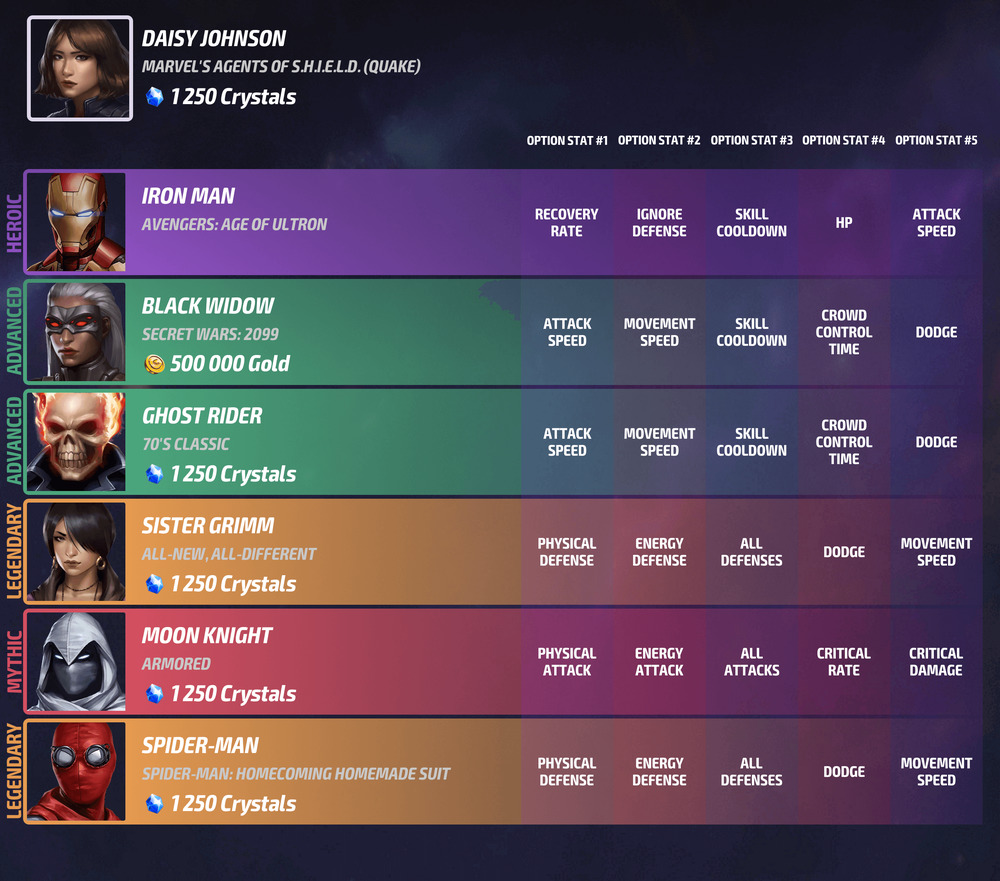 DAISY JOHNSON
MARVEL'S AGENTS OF S.H.I.E.L.D. (QUAKE)
1 250 Crystals
OPTION STAT #1 OPTION STAT #2 OPTION STAT #3 OPTION STAT #4 OPTION STAT #5
HEROIC
IRON MAN
AVENGERS: AGE OF ULTRON
RECOVERY
RATE
IGNORE
DEFENSE
SKILL
COOLDOWN
HP
ATTACK
SPEED
ADVANCED
BLACK WIDOW
SECRET WARS: 2099
500 000 Gold
ATTACK
SPEED
MOVEMENT
SPEED
SKILL
COOLDOWN
CROWD
CONTROL
TIME
DODGE
ADVANCED
GHOST RIDER
70'S CLASSIC
1 250 Crystals
ATTACK
SPEED
MOVEMENT
SPEED
SKILL
COOLDOWN
CROWD
CONTROL
TIME
DODGE
LEGENDARY
SISTER GRIMM
ALL-NEW, ALL-DIFFERENT
1 250 Crystals
PHYSICAL
DEFENSE
ENERGY
DEFENSE
ALL
DEFENSES
DODGE
MOVEMENT
SPEED
MYTHIC
MOON KNIGHT
ARMORED
1 250 Crystals
PHYSICAL
ATTACK
ENERGY
ATTACK
ALL
ATTACKS
CRITICAL
RATE
CRITICAL
DAMAGE
LEGENDARY
SPIDER-MAN
SPIDER-MAN: HOMECOMING HOMEMADE SUIT
1 250 Crystals
PHYSICAL
DEFENSE
ENERGY
DEFENSE
ALL
DEFENSES
DODGE
MOVEMENT
SPEED